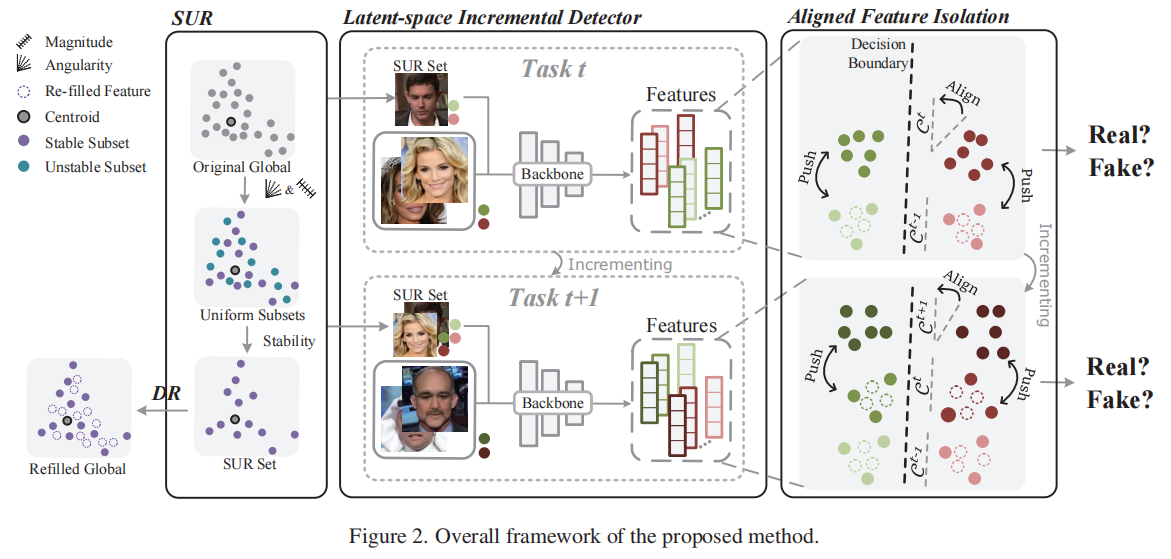 SUR
Latent-space Incremental Detector
Aligned Feature Isolation
Magnitude
Angularity
Re-filled Feature
Centroid
Stable Subset
Unstable Subset
Original Global
&
Uniform Subsets
Stability
DR
Refilled Global
SUR Set
Task t
SUR Set
Features
Backbone
Incrementing
Task t+1
SUR Set
Features
Backbone
Decision
Boundary
Align
C^t
Push
Push
C^t-1
Incrementing
Align
C^t+1
Push
C^t
Push
C^t-1
Real?
Fake?
Real?
Fake?
Figure 2. Overall framework of the proposed method.